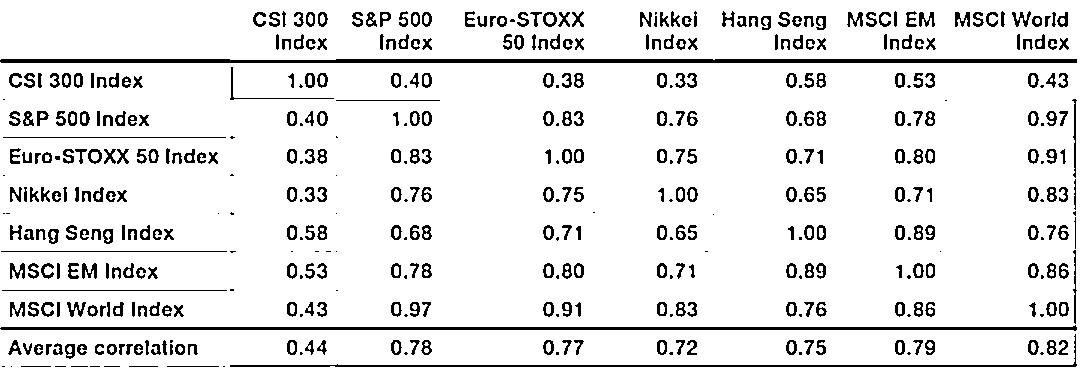 CSI 300 S&P 500 Euro-STOXX Nikkei Hang Seng MSCI EM MSCI World
Index Index 50 Index Index Index Index Index
CSI 300 Index 1.00 0.40 0.38 0.33 0.58 0.53 0.43
S&P 500 Index 0.40 1.00 0.83 0.76 0.68 0.78 0.97
Euro-STOXX 50 Index 0.38 0.83 1.00 0.75 0.71 0.80 0.91
Nikkei Index 0.33 0.76 0.75 1.00 0.65 0.71 0.83
Hang Seng Index 0.58 0.68 0.71 0.65 1.00 0.89 0.76
MSCI EM Index 0.53 0.78 0.80 0.71 0.89 1.00 0.86
MSCI World Index 0.43 0.97 0.91 0.83 0.76 0.86 1.00
Average correlation 0.44 0.78 0.77 0.72 0.75 0.79 0.82